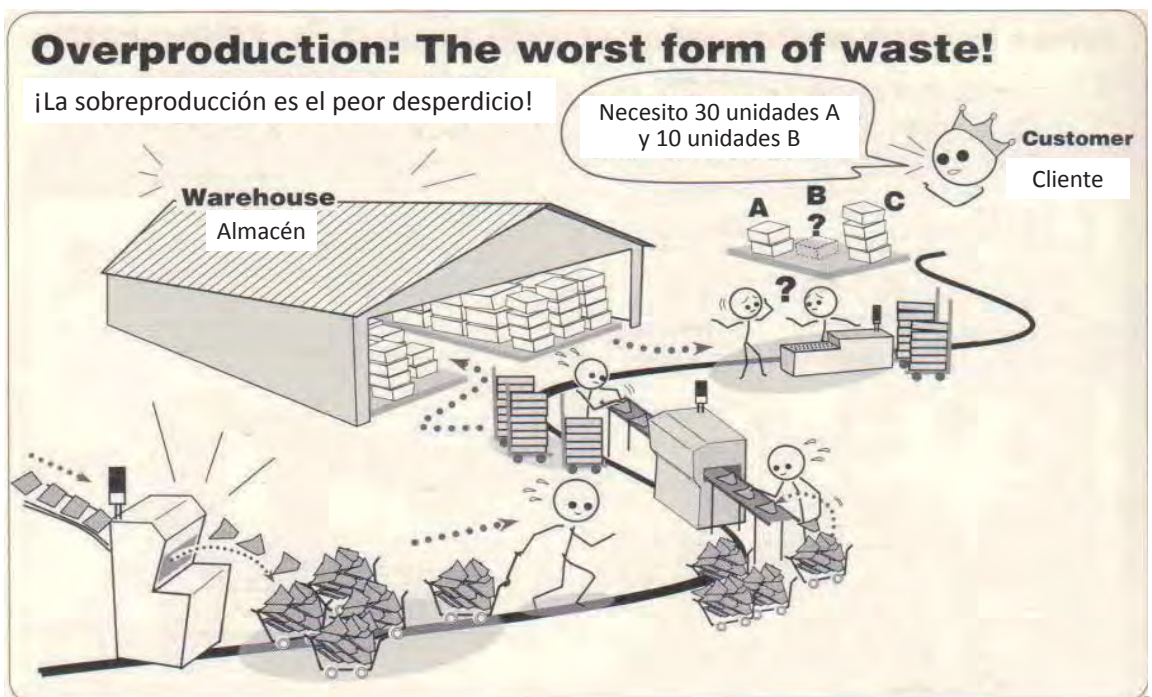 Overproduction: The worst form of waste!
¡La sobreproducción es el peor desperdicio!
Necesito 30 unidades A
y 10 unidades B
Customer
Cliente
Warehouse
Almacén
A
B
?
C
?